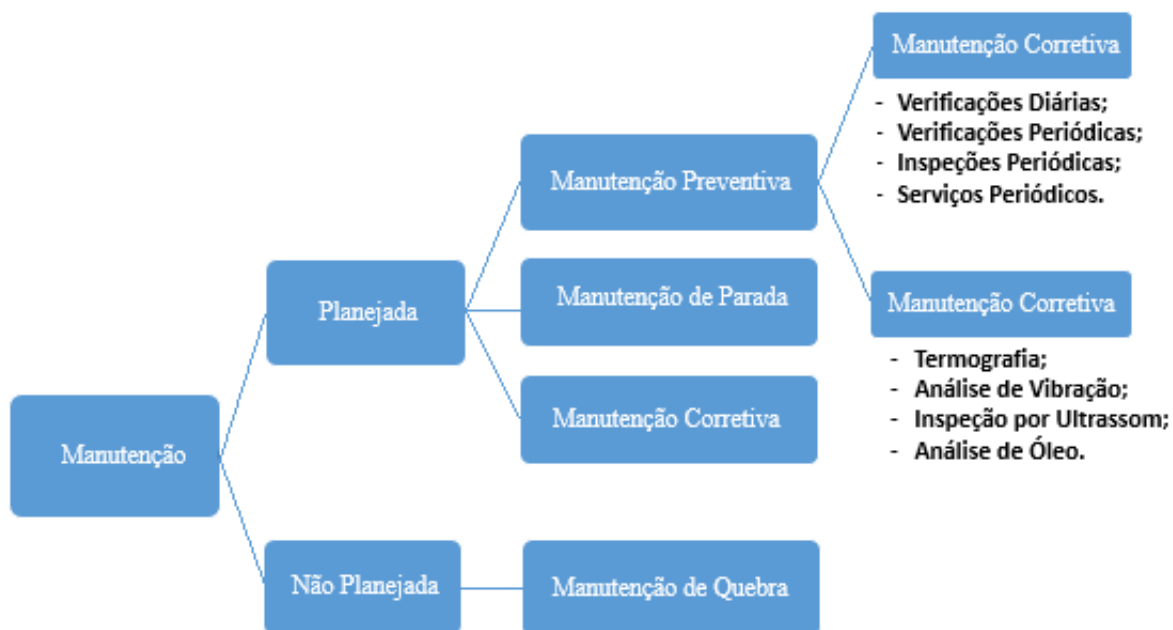 Manutenção
Planejada
Não Planejada
Manutenção Preventiva
Manutenção de Parada
Manutenção Corretiva
Manutenção de Quebra
Manutenção Corretiva
- Verificações Diárias;
- Verificações Periódicas;
- Inspeções Periódicas;
- Serviços Periódicos.
Manutenção Corretiva
- Termografia;
- Análise de Vibração;
- Inspeção por Ultrassom;
- Análise de Óleo.